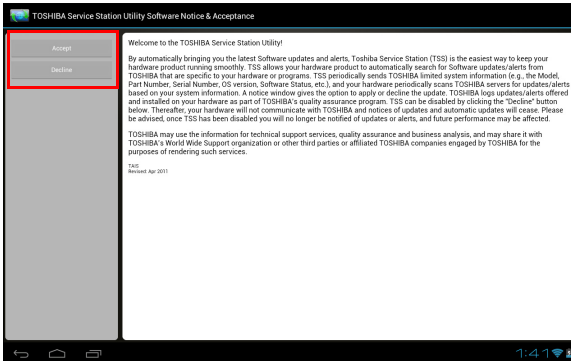 TOSHIBA Service Station Utility Software Notice & Acceptance
Accept
Decline
Welcome to the TOSHIBA Service Station Utility!
By automatically bringing you the latest Software updates and alerts, Toshiba Service Station (TSS) is the easiest way to keep your
hardware product running smoothly. TSS allows your hardware product to automatically search for Software updates/alerts from
TOSHIBA that are specific to your hardware or programs. TSS periodically sends TOSHIBA limited system information (e.g., the Model,
Part Number, Serial Number, OS version, Software Status, etc.), and your hardware periodically scans TOSHIBA servers for updates/alerts
based on your system information. A notice window gives the option to apply or decline the update. TOSHIBA logs updates/alerts offered
and installed on your hardware as part of TOSHIBA's quality assurance program. TSS can be disabled by clicking the "Decline" button
below. Thereafter, your hardware will not communicate with TOSHIBA and notices of updates and automatic updates will cease. Please
be advised, once TSS has been disabled you will no longer be notified of updates or alerts, and future performance may be affected.
TOSHIBA may use the information for technical support services, quality assurance and business analysis, and may share it with
TOSHIBA's World Wide Support organization or other third parties or affiliated TOSHIBA companies engaged by TOSHIBA for the
purposes of rendering such services.
TAIS
Revised: Apr 2011
1:41